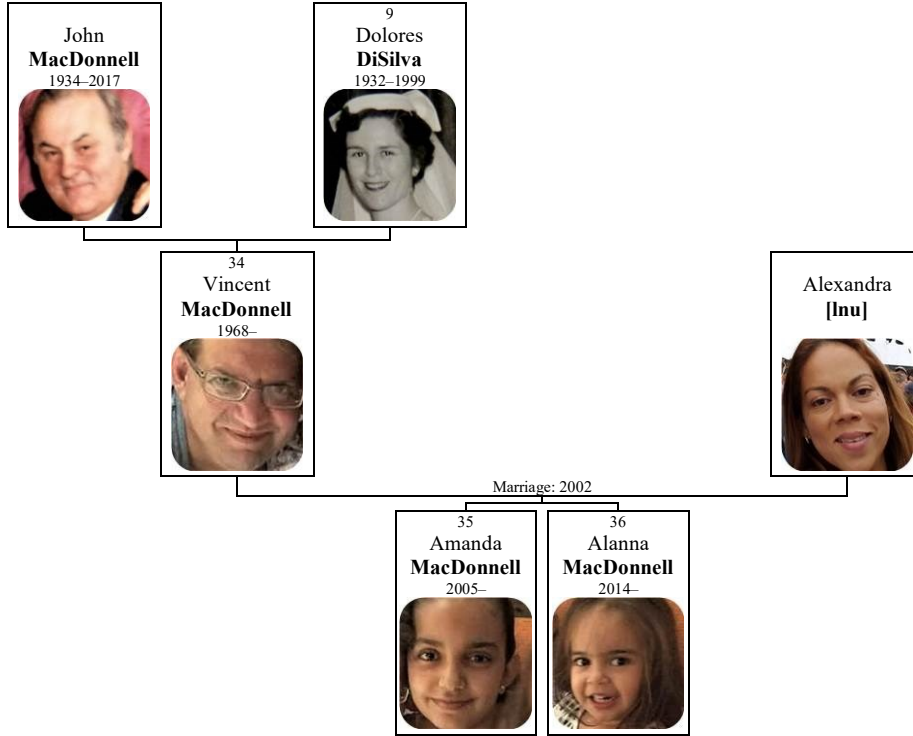 John
MacDonnell
1934–2017
9
Dolores
DiSilva
1932–1999
34
Vincent
MacDonnell
1968–
Alexandra
[lnu]
Marriage: 2002
35
Amanda
MacDonnell
2005–
36
Alanna
MacDonnell
2014–